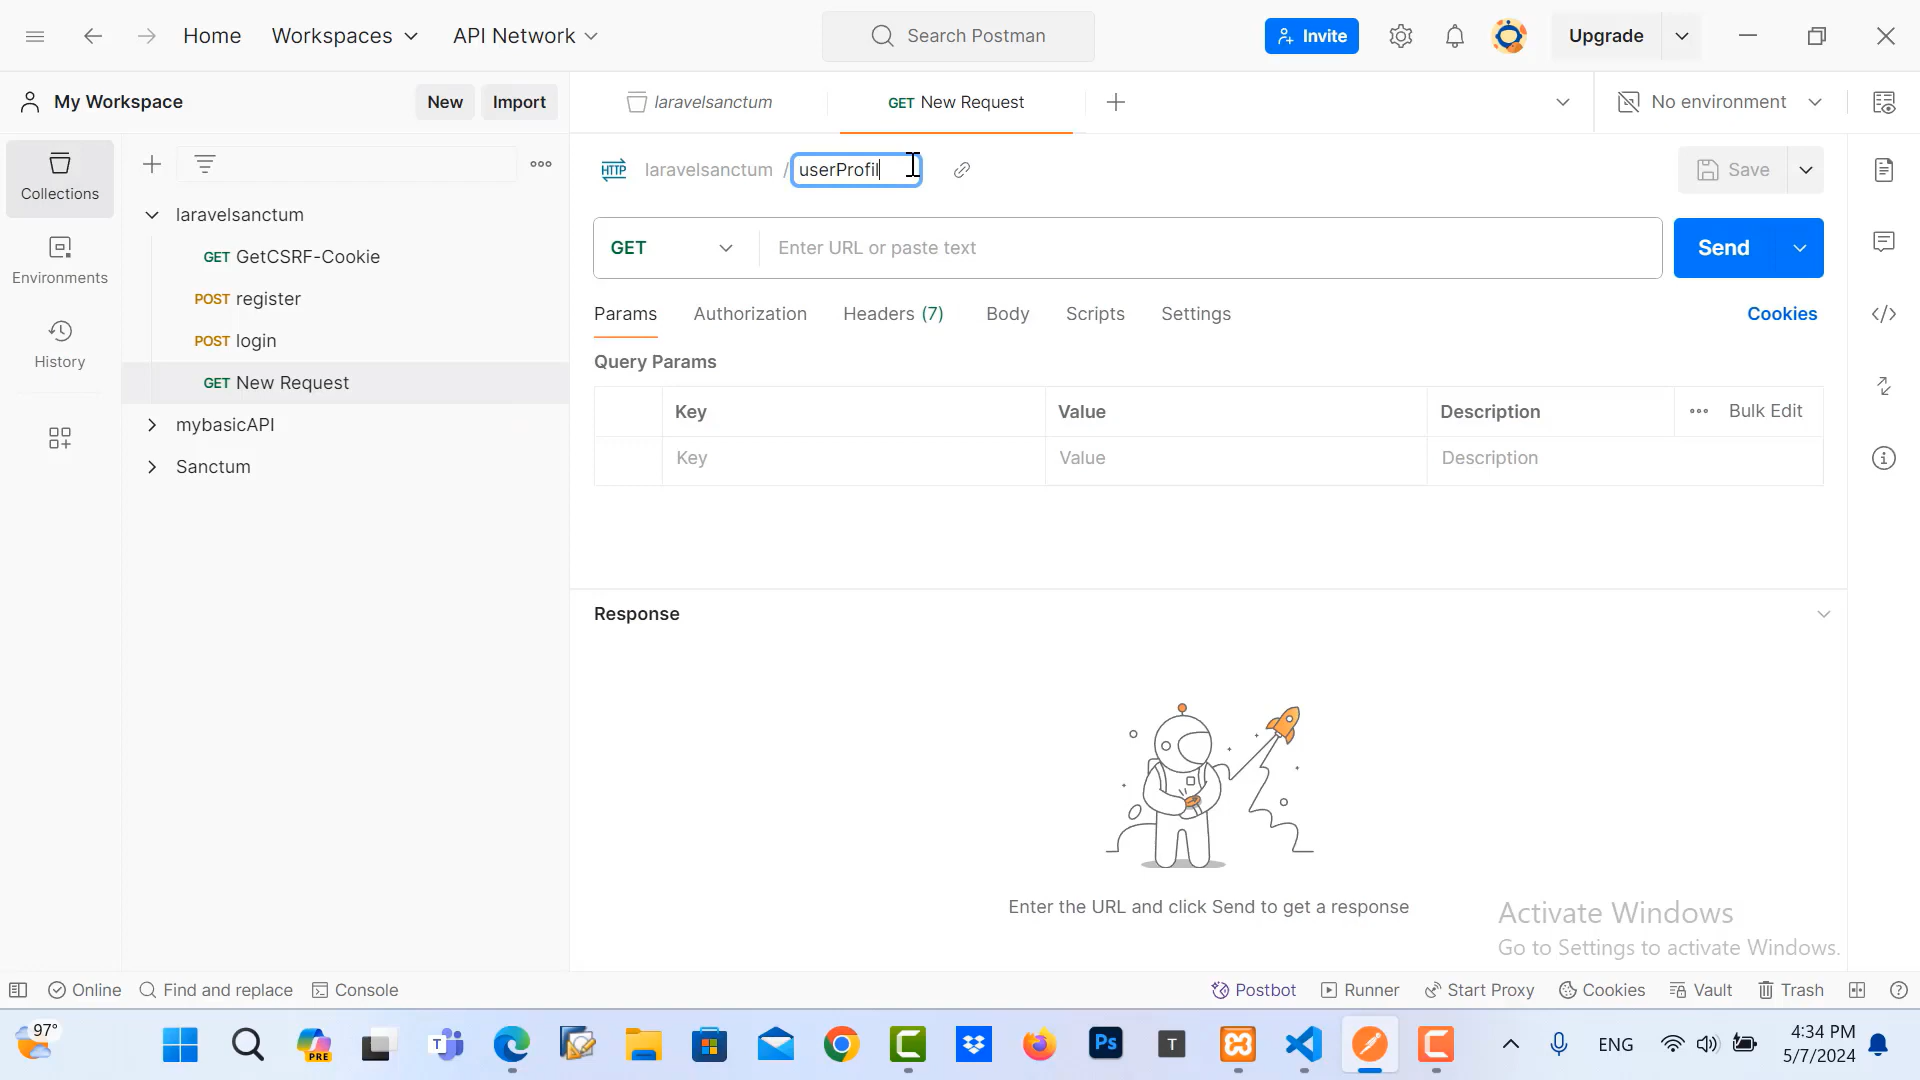 Home
Workspaces
API Network
Search Postman
Invite
Upgrade
My Workspace
New
Import
laravelsanctum
GET New Request
No environment
Collections
Environments
History
laravelsanctum
GET GetCSRF-Cookie
POST register
POST login
GET New Request
mybasicAPI
Sanctum
HTTP
laravelsanctum / userProfil
Save
GET
Enter URL or paste text
Send
Params
Authorization
Headers (7)
Body
Scripts
Settings
Cookies
Query Params
Key
Value
Description
Bulk Edit
Key
Value
Description
Response
Enter the URL and click Send to get a response
Activate Windows
Go to Settings to activate Windows.
Online
Find and replace
Console
Postbot
Runner
Start Proxy
Cookies
Vault
Trash
97°
PRE
T
Ps
T
ENG
4:34 PM
5/7/2024